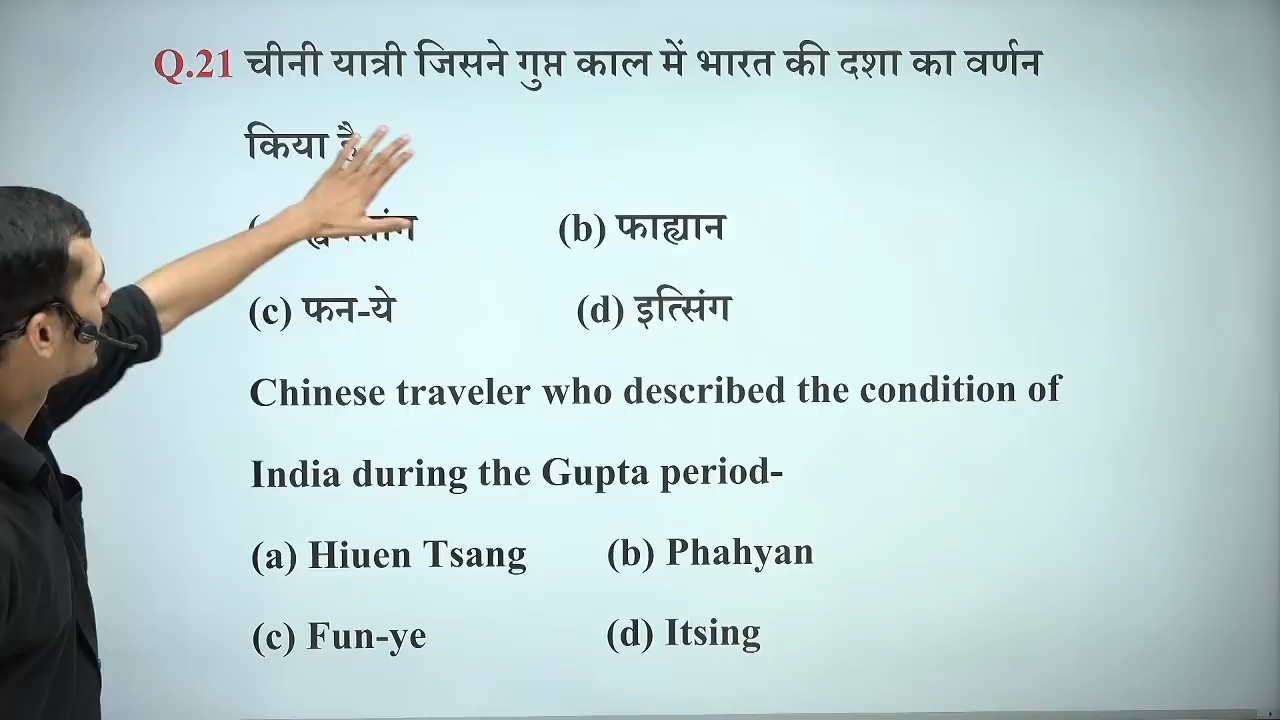 Q.21 चीनी यात्री जिसने गुप्त काल में भारत की दशा का वर्णन
किया है
(b) फाह्यान
(c) फन-ये (d) इत्सिंग
Chinese traveler who described the condition of
India during the Gupta period-
(a) Hiuen Tsang (b) Phahyan
(c) Fun-ye (d) Itsing